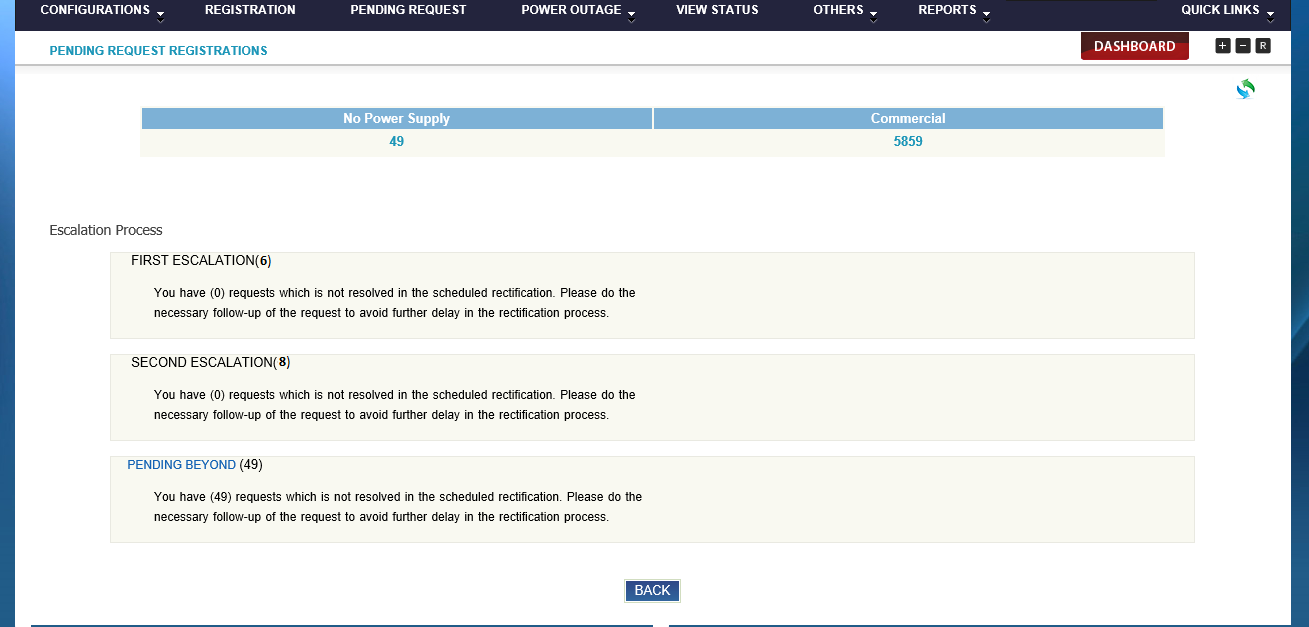 CONFIGURATIONS REGISTRATION PENDING REQUEST POWER OUTAGE VIEW STATUS OTHERS REPORTS QUICK LINKS
PENDING REQUEST REGISTRATIONS DASHBOARD + − R
No Power Supply Commercial
49 5859
Escalation Process
FIRST ESCALATION(6)
You have (0) requests which is not resolved in the scheduled rectification. Please do the
necessary follow-up of the request to avoid further delay in the rectification process.
SECOND ESCALATION(8)
You have (0) requests which is not resolved in the scheduled rectification. Please do the
necessary follow-up of the request to avoid further delay in the rectification process.
PENDING BEYOND (49)
You have (49) requests which is not resolved in the scheduled rectification. Please do the
necessary follow-up of the request to avoid further delay in the rectification process.
BACK